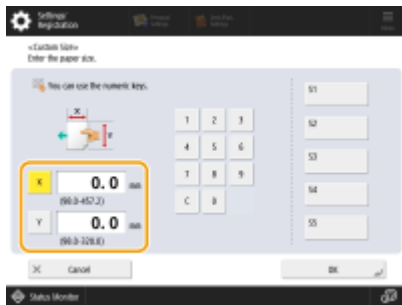 Settings/
Registration
<Custom Size>
Enter the paper size.
You can use the numeric keys.
X
Y
1 2 3
4 5 6
7 8 9
C 0
X 0. 0 mm
(98.0-457.2)
Y 0. 0 mm
(98.0-320.0)
S1
S2
S3
S4
S5
Cancel
OK
Status Monitor